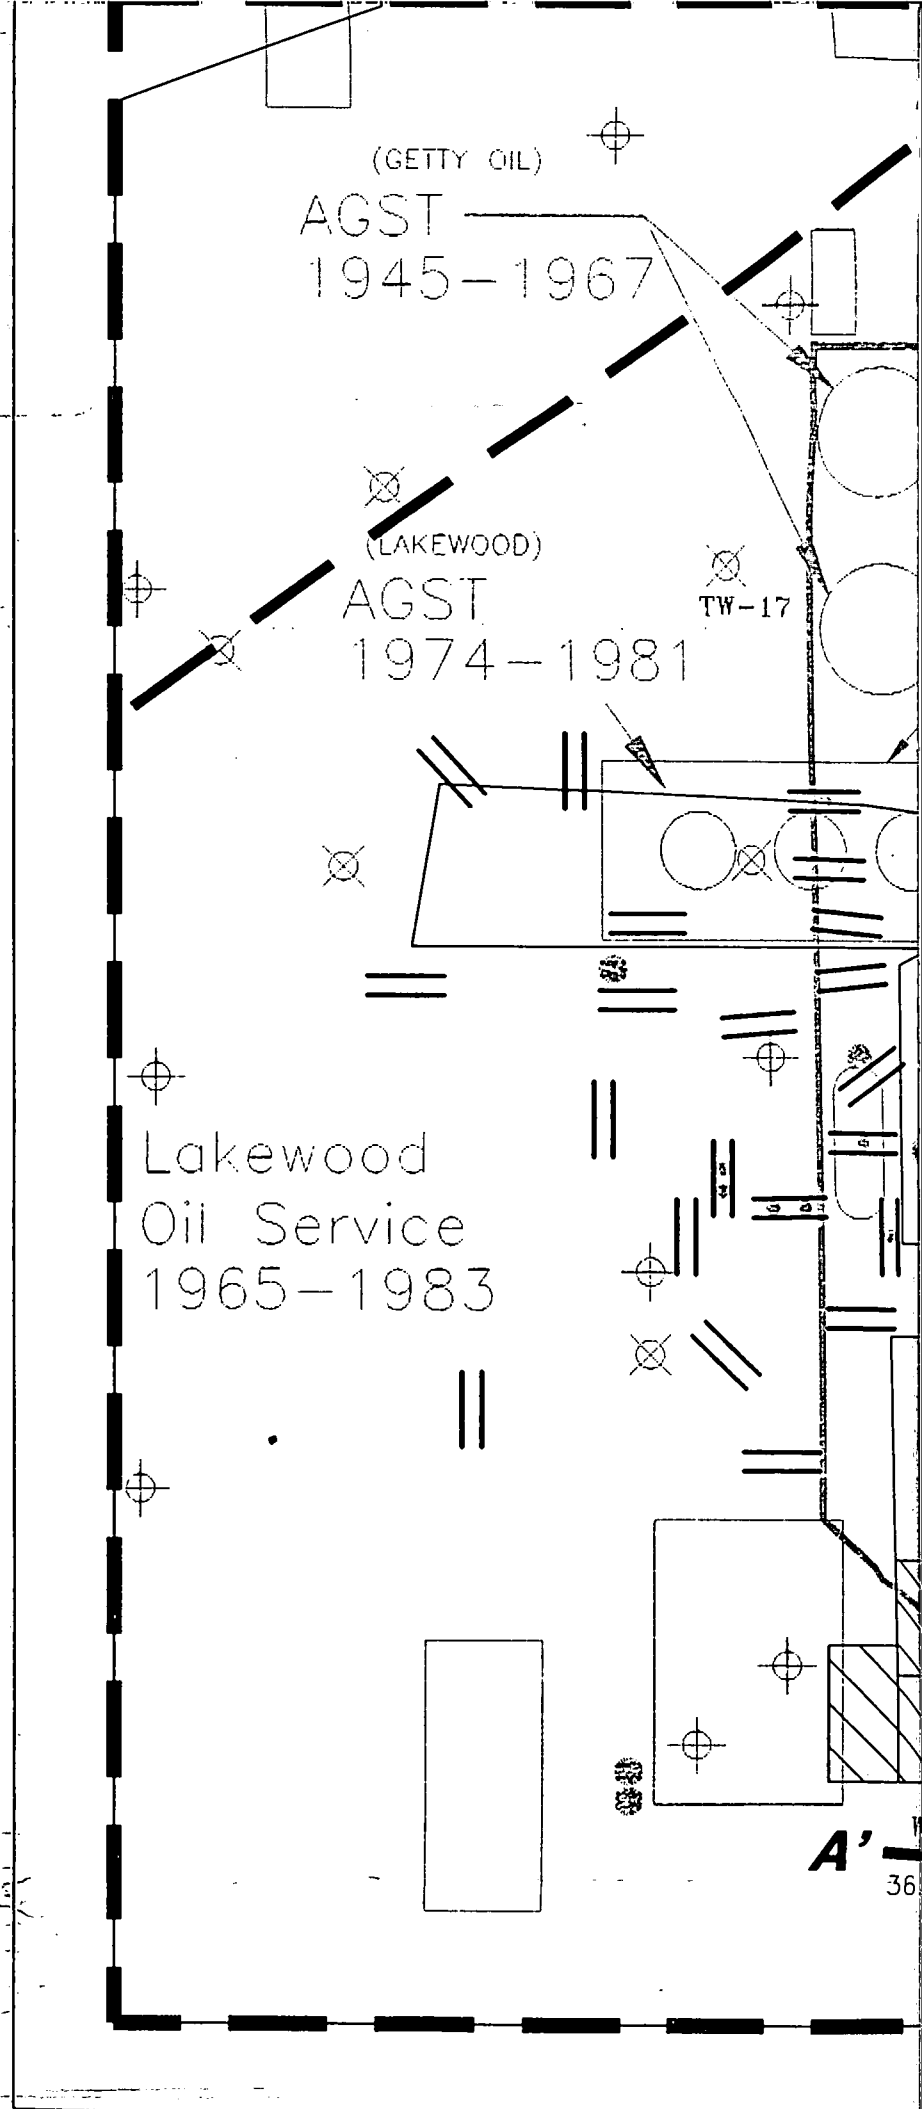 (GETTY OIL)
AGST
1945-1967
(LAKEWOOD)
AGST
1974-1981
TW-17
Lakewood
Oil Service
1965-1983
A'
36